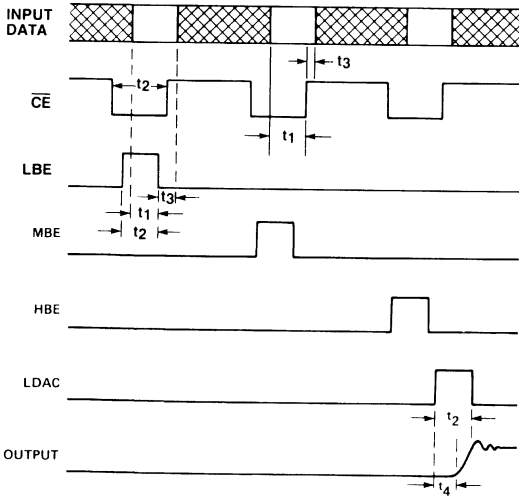 INPUT
DATA
t3
CE
t2
t1
LBE
t3
t1
t2
MBE
HBE
LDAC
t2
OUTPUT
t4